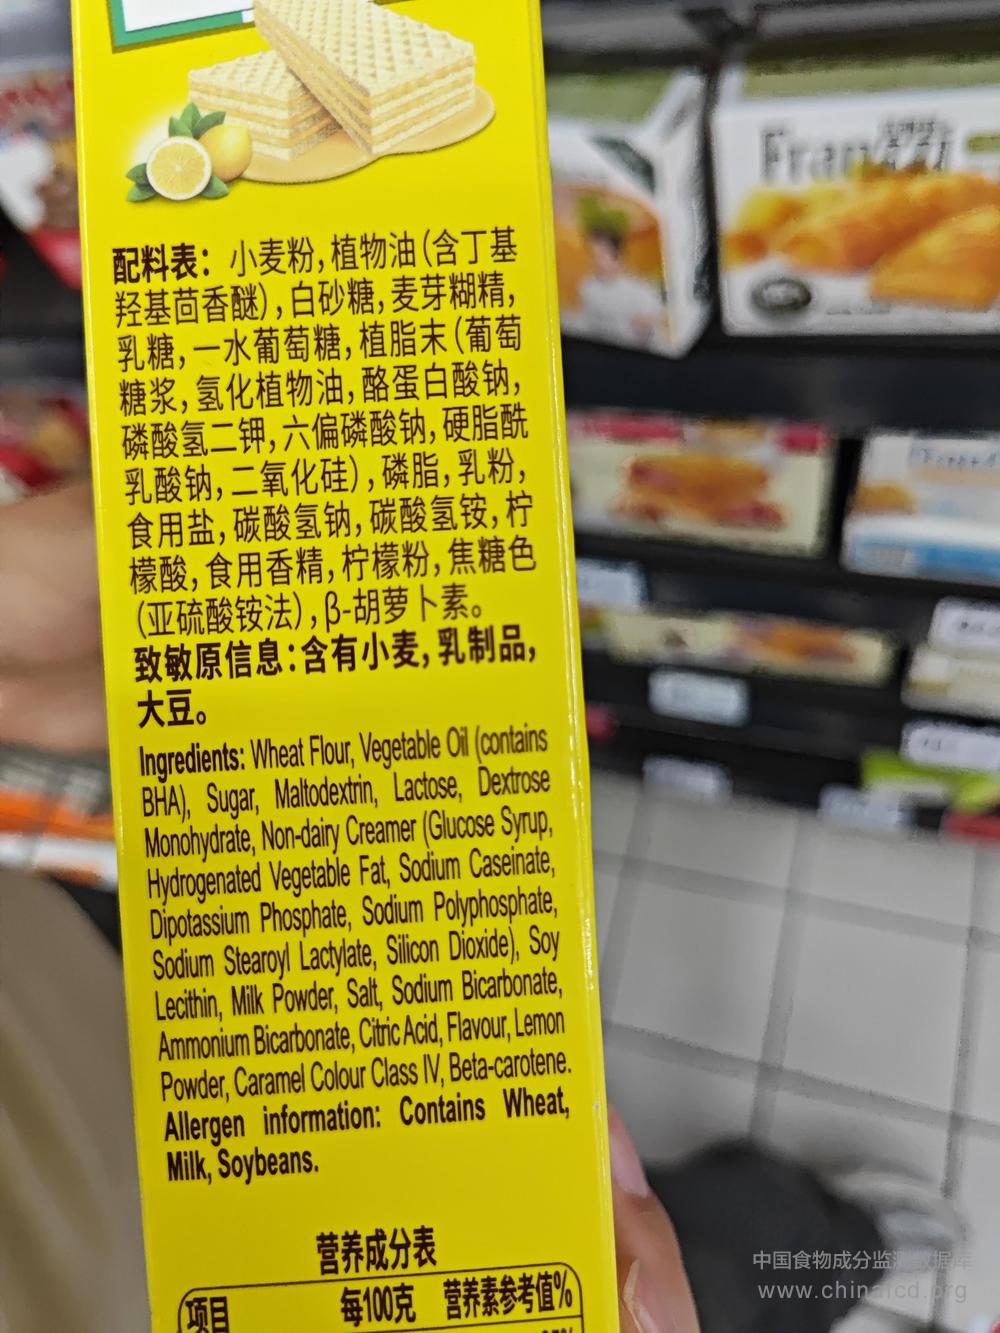 配料表：小麦粉,植物油(含丁基
羟基茴香醚),白砂糖,麦芽糊精,
乳糖,一水葡萄糖,植脂末(葡萄
糖浆,氢化植物油,酪蛋白酸钠,
磷酸氢二钾,六偏磷酸钠,硬脂酰
乳酸钠,二氧化硅),磷脂,乳粉,
食用盐,碳酸氢钠,碳酸氢铵,柠
檬酸,食用香精,柠檬粉,焦糖色
(亚硫酸铵法),β-胡萝卜素。
致敏原信息：含有小麦,乳制品,
大豆。
Ingredients: Wheat Flour, Vegetable Oil (contains
BHA), Sugar, Maltodextrin, Lactose, Dextrose
Monohydrate, Non-dairy Creamer (Glucose Syrup,
Hydrogenated Vegetable Fat, Sodium Caseinate,
Dipotassium Phosphate, Sodium Polyphosphate,
Sodium Stearoyl Lactylate, Silicon Dioxide), Soy
Lecithin, Milk Powder, Salt, Sodium Bicarbonate,
Ammonium Bicarbonate, Citric Acid, Flavour, Lemon
Powder, Caramel Colour Class IV, Beta-carotene.
Allergen information: Contains Wheat,
Milk, Soybeans.
营养成分表
项目 每100克 营养素参考值%
中国食物成分监测数据库
www.chinafcd.org